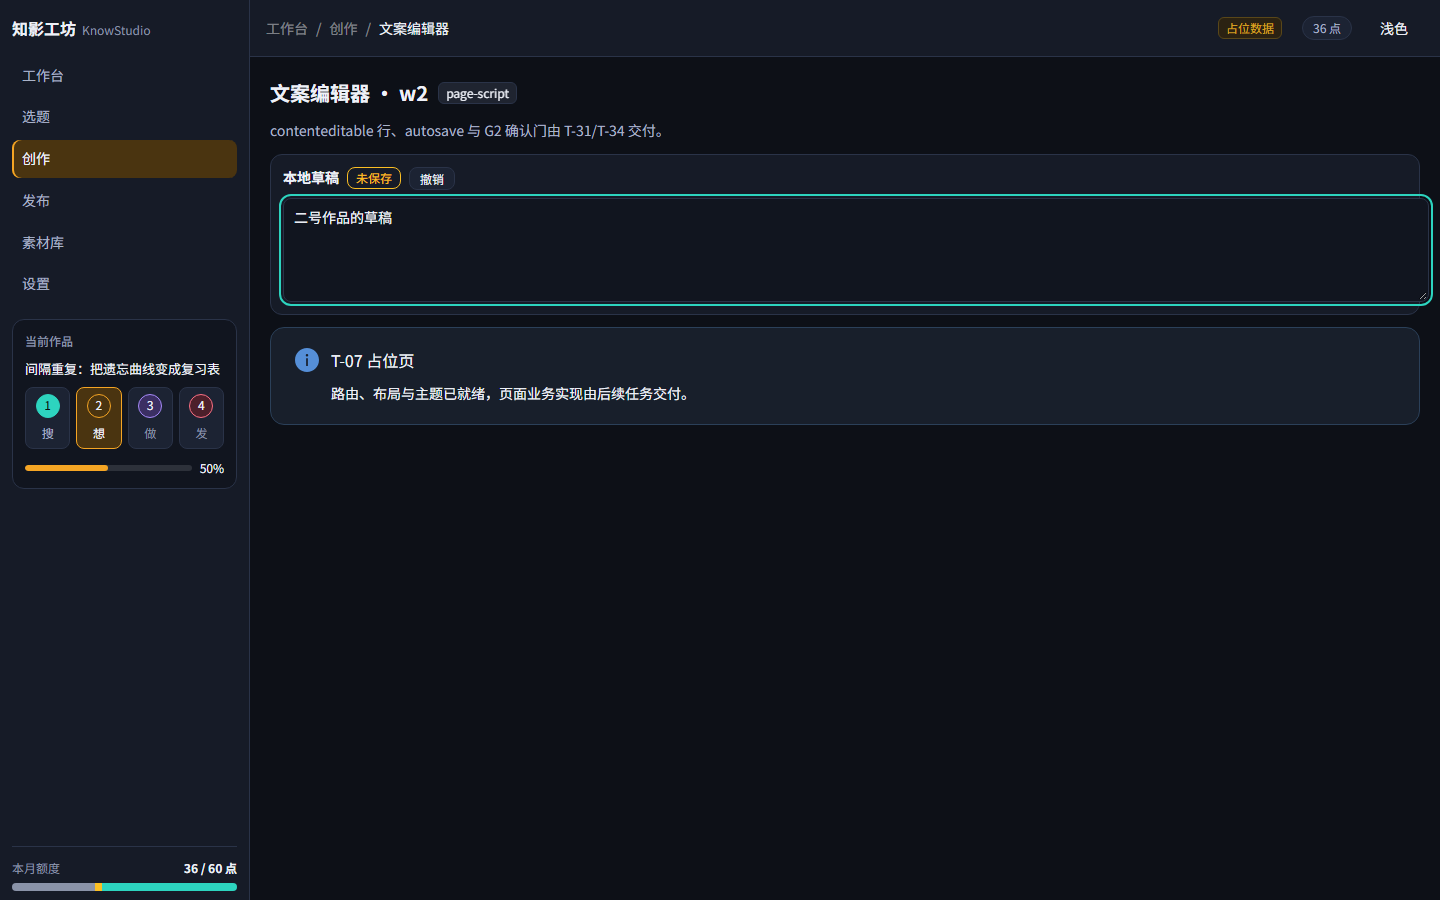 知影工坊 KnowStudio
工作台
选题
创作
发布
素材库
设置
当前作品
间隔重复：把遗忘曲线变成复习表
1 2 3 4
搜 想 做 发
50%
本月额度 36 / 60 点
工作台 / 创作 / 文案编辑器
占位数据 36 点 浅色
文案编辑器 · w2 page-script
contenteditable 行、autosave 与 G2 确认门由 T-31/T-34 交付。
本地草稿 未保存 撤销
二号作品的草稿
i T-07 占位页
路由、布局与主题已就绪，页面业务实现由后续任务交付。